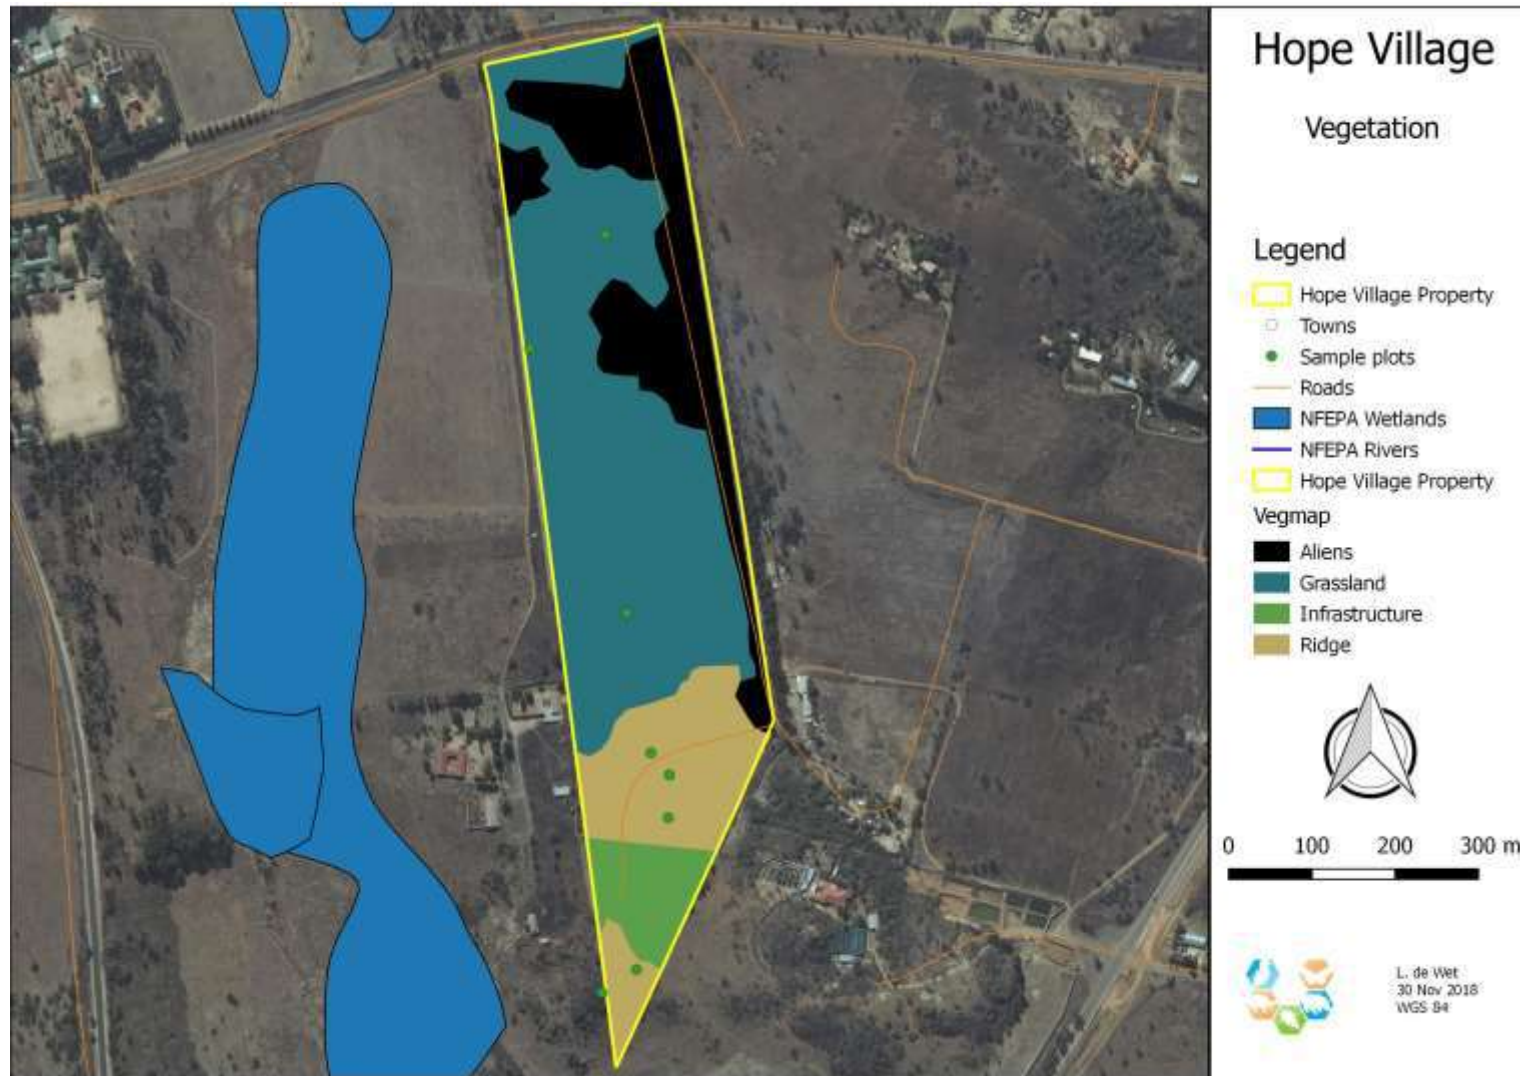 Hope Village
Vegetation
Legend
Hope Village Property
Towns
Sample plots
Roads
NFEPA Wetlands
NFEPA Rivers
Hope Village Property
Vegmap
Aliens
Grassland
Infrastructure
Ridge
0 100 200 300 m
L. de Wet
30 Nov 2018
WGS 84